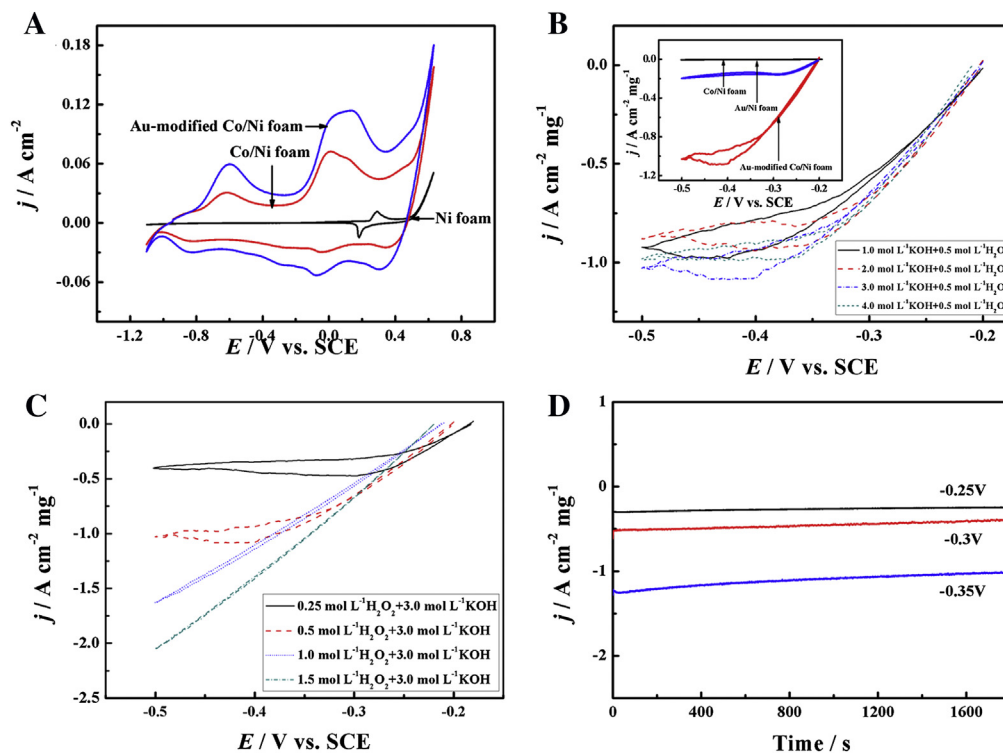 A
j / A cm-2
0.18
0.12
0.06
0.00
-0.06
Au-modified Co/Ni foam
Co/Ni foam
Ni foam
-1.2 -0.8 -0.4 0.0 0.4 0.8
E / V vs. SCE
B
j / A cm-2 mg-1
0.0
-0.5
-1.0
j / A cm-2 mg-1
0.4
0.0
-0.4
-0.8
-1.2
Co/Ni foam
Au/Ni foam
Au-modified Co/Ni foam
-0.5 -0.4 -0.3 -0.2
E / V vs. SCE
1.0 mol L-1KOH+0.5 mol L-1H2O
2.0 mol L-1KOH+0.5 mol L-1H2O
3.0 mol L-1KOH+0.5 mol L-1H2O
4.0 mol L-1KOH+0.5 mol L-1H2O
-0.5 -0.4 -0.3 -0.2
E / V vs. SCE
C
j / A cm-2 mg-1
0.0
-0.5
-1.0
-1.5
-2.0
-2.5
0.25 mol L-1H2O2+3.0 mol L-1KOH
0.5 mol L-1H2O2+3.0 mol L-1KOH
1.0 mol L-1H2O2+3.0 mol L-1KOH
1.5 mol L-1H2O2+3.0 mol L-1KOH
-0.5 -0.4 -0.3 -0.2
E / V vs. SCE
D
j / A cm-2 mg-1
1
0
-1
-2
-0.25V
-0.3V
-0.35V
0 400 800 1200 1600
Time / s